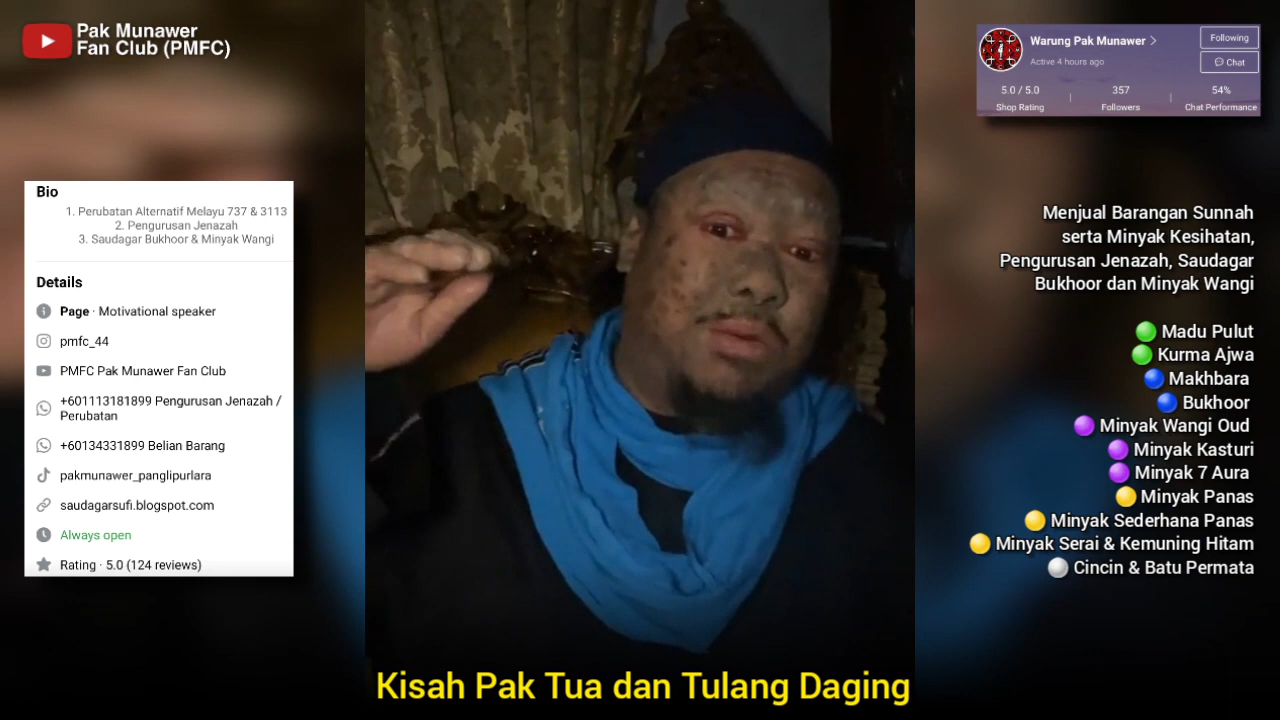 Pak Munawer
Fan Club (PMFC)
Bio
1. Perubatan Alternatif Melayu 737 & 3113
2. Pengurusan Jenazah
3. Saudagar Bukhoor & Minyak Wangi
Details
Page · Motivational speaker
pmfc_44
PMFC Pak Munawer Fan Club
+601113181899 Pengurusan Jenazah /
Perubatan
+60134331899 Belian Barang
pakmunawer_panglipurlara
saudagarsufi.blogspot.com
Always open
Rating · 5.0 (124 reviews)
Warung Pak Munawer
Following
Active 4 hours ago
Chat
5.0 / 5.0
357
54%
Shop Rating
Followers
Chat Performance
Menjual Barangan Sunnah
serta Minyak Kesihatan,
Pengurusan Jenazah, Saudagar
Bukhoor dan Minyak Wangi
Madu Pulut
Kurma Ajwa
Makhbara
Bukhoor
Minyak Wangi Oud
Minyak Kasturi
Minyak 7 Aura
Minyak Panas
Minyak Sederhana Panas
Minyak Serai & Kemuning Hitam
Cincin & Batu Permata
Kisah Pak Tua dan Tulang Daging